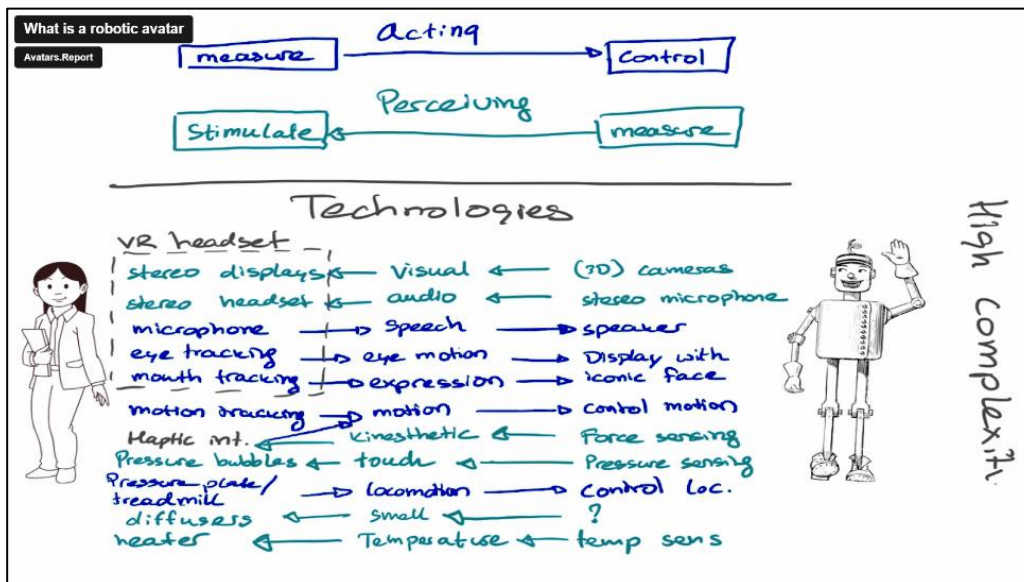 What is a robotic avatar
Avatars.Report
Acting
measure control
Perceiving
Stimulate measure
Technologies
VR headset
stereo displays visual (3D) cameras
stereo headset audio stereo microphone
microphone speech speaker
eye tracking eye motion Display with
mouth tracking expression iconic face
motion tracking motion control motion
Haptic int. kinesthetic Force sensing
Pressure bubbles touch Pressure sensing
Pressure plate/
treadmill locomotion control loc.
diffusers smell ?
heater Temperature temp sens
High complexity.